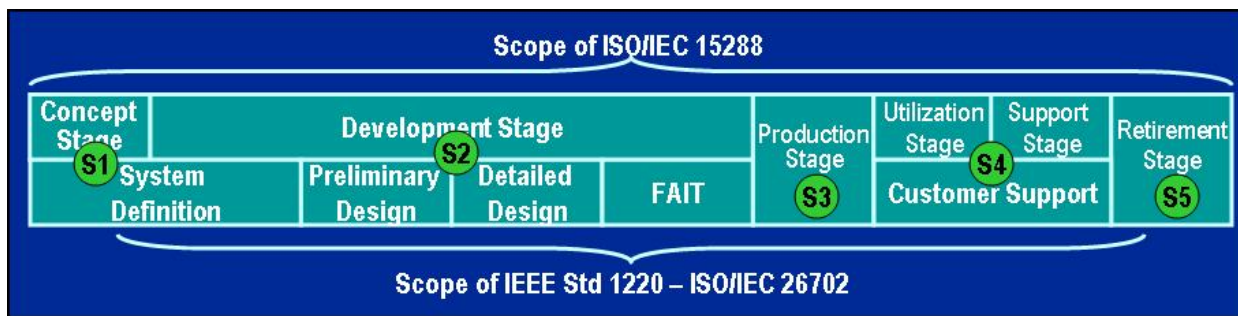 Scope of ISO/IEC 15288
Concept
Stage
S1
Development Stage
S2
Production
Stage
S3
Utilization
Stage
Support
Stage
S4
Retirement
Stage
S5
System
Definition
Preliminary
Design
Detailed
Design
FAIT
Customer Support
Scope of IEEE Std 1220 – ISO/IEC 26702